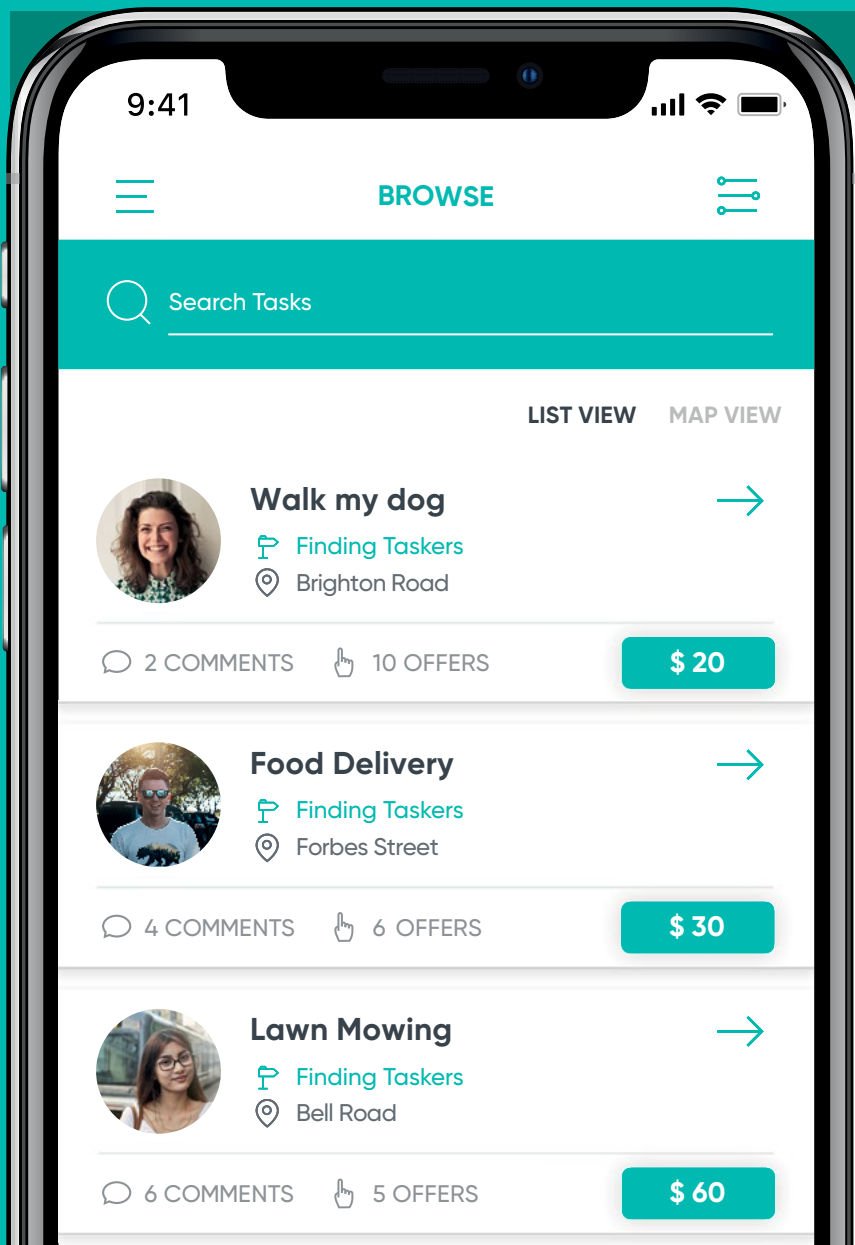 9:41
BROWSE
Search Tasks
LIST VIEW MAP VIEW
Walk my dog
Finding Taskers
Brighton Road
2 COMMENTS 10 OFFERS $ 20
Food Delivery
Finding Taskers
Forbes Street
4 COMMENTS 6 OFFERS $ 30
Lawn Mowing
Finding Taskers
Bell Road
6 COMMENTS 5 OFFERS $ 60